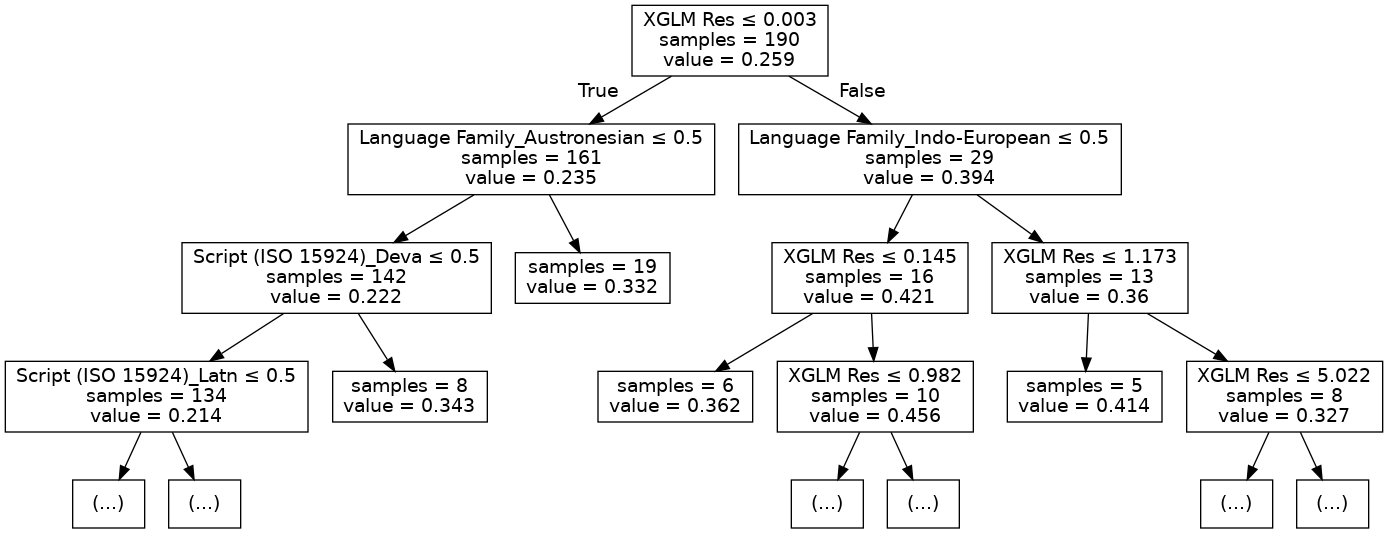 XGLM Res ≤ 0.003
samples = 190
value = 0.259
True
False
Language Family_Austronesian ≤ 0.5
samples = 161
value = 0.235
Language Family_Indo-European ≤ 0.5
samples = 29
value = 0.394
Script (ISO 15924)_Deva ≤ 0.5
samples = 142
value = 0.222
samples = 19
value = 0.332
XGLM Res ≤ 0.145
samples = 16
value = 0.421
XGLM Res ≤ 1.173
samples = 13
value = 0.36
Script (ISO 15924)_Latn ≤ 0.5
samples = 134
value = 0.214
samples = 8
value = 0.343
samples = 6
value = 0.362
XGLM Res ≤ 0.982
samples = 10
value = 0.456
samples = 5
value = 0.414
XGLM Res ≤ 5.022
samples = 8
value = 0.327
(...)
(...)
(...)
(...)
(...)
(...)